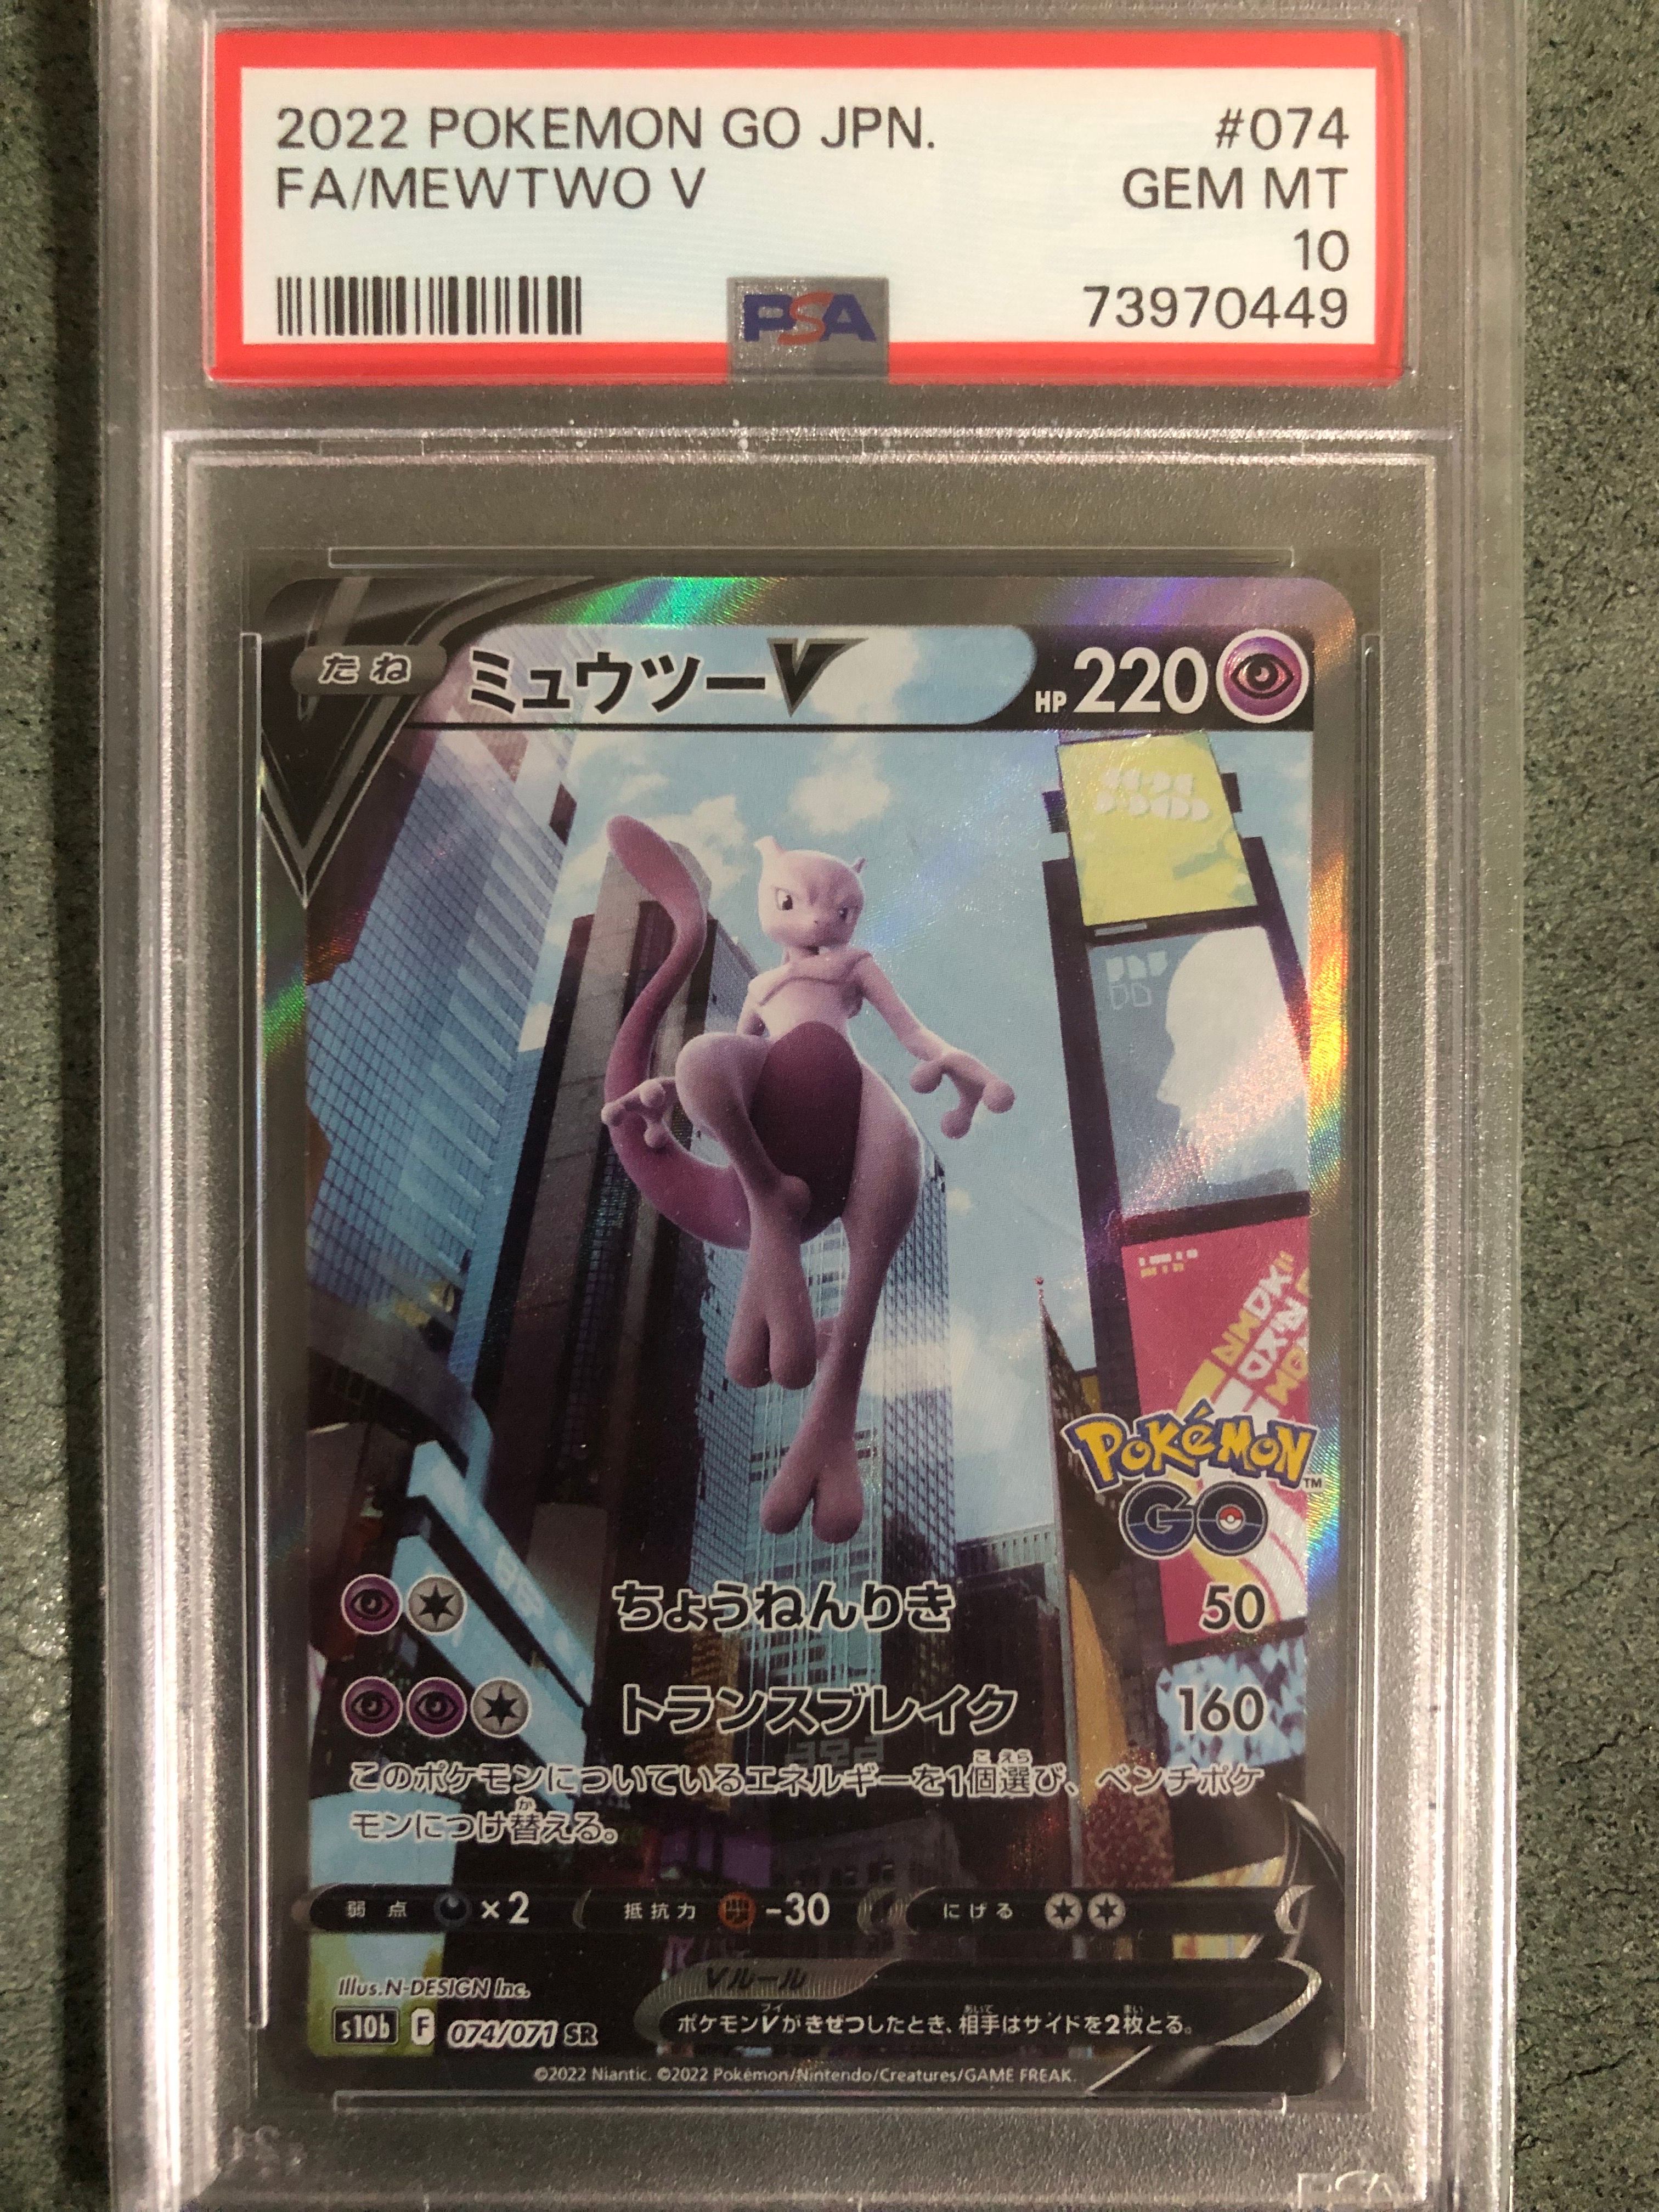 2022 POKEMON GO JPN. #074
FA/MEWTWO V GEM MT
10
PSA 73970449
たね ミュウツーV HP 220
POKéMON™
GO
ちょうねんりき 50
トランスブレイク 160
このポケモンについているエネルギーを1個選び、ベンチポケ
モンにつけ替える。
弱点 ×2 抵抗力 -30 にげる
Illus. N-DESIGN Inc.
Vルール
ポケモンVがきぜつしたとき、相手はサイドを2枚とる。
s10b F 074/071 SR
©2022 Niantic. ©2022 Pokémon/Nintendo/Creatures/GAME FREAK.